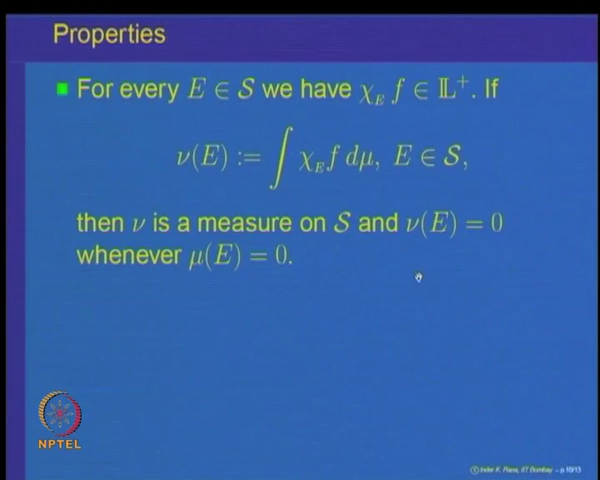 Properties
For every E ∈ S we have χ_E f ∈ 𝕃⁺. If
ν(E) := ∫ χ_E f dμ, E ∈ S,
then ν is a measure on S and ν(E) = 0
whenever μ(E) = 0.
NPTEL
© Inder K. Rana, IIT Bombay – p.10/13